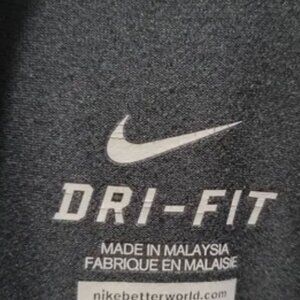 DRI-FIT
MADE IN MALAYSIA
FABRIQUE EN MALAISIE
nikebetterworld.com